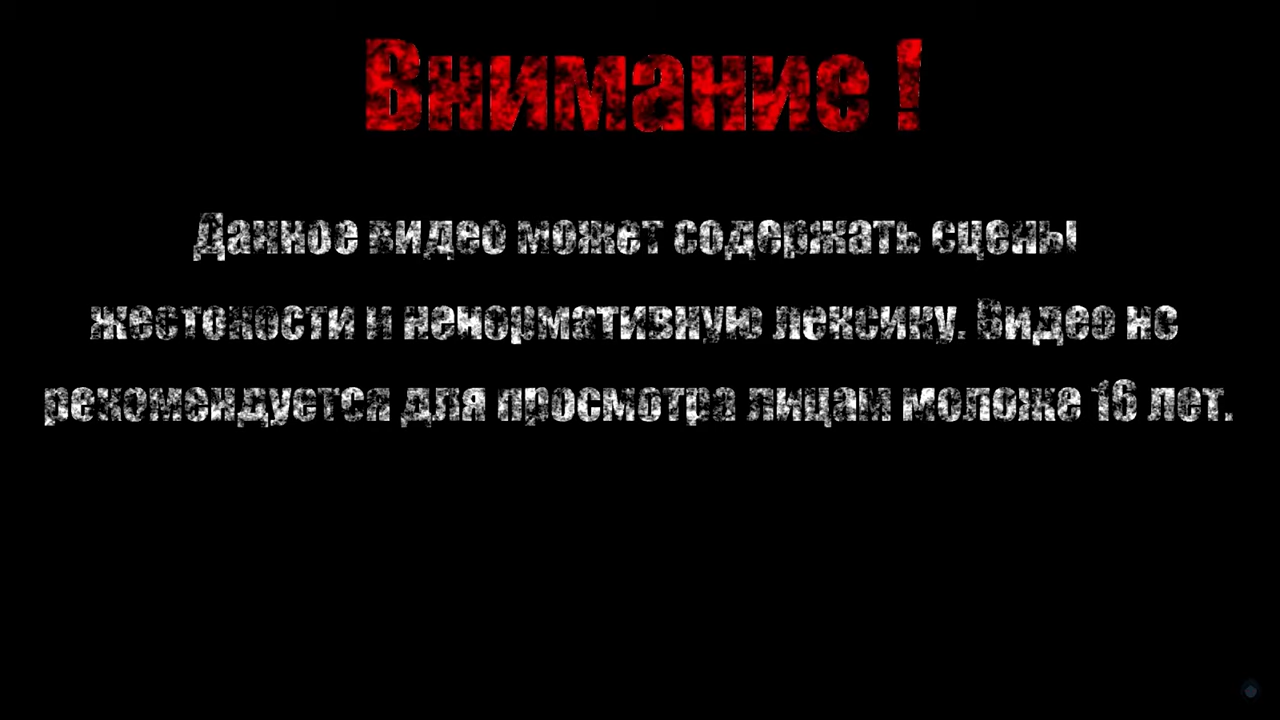 Внимание !
Данное видео может содержать сцены
жестокости и ненормативную лексику. Видео не
рекомендуется для просмотра лицам моложе 16 лет.